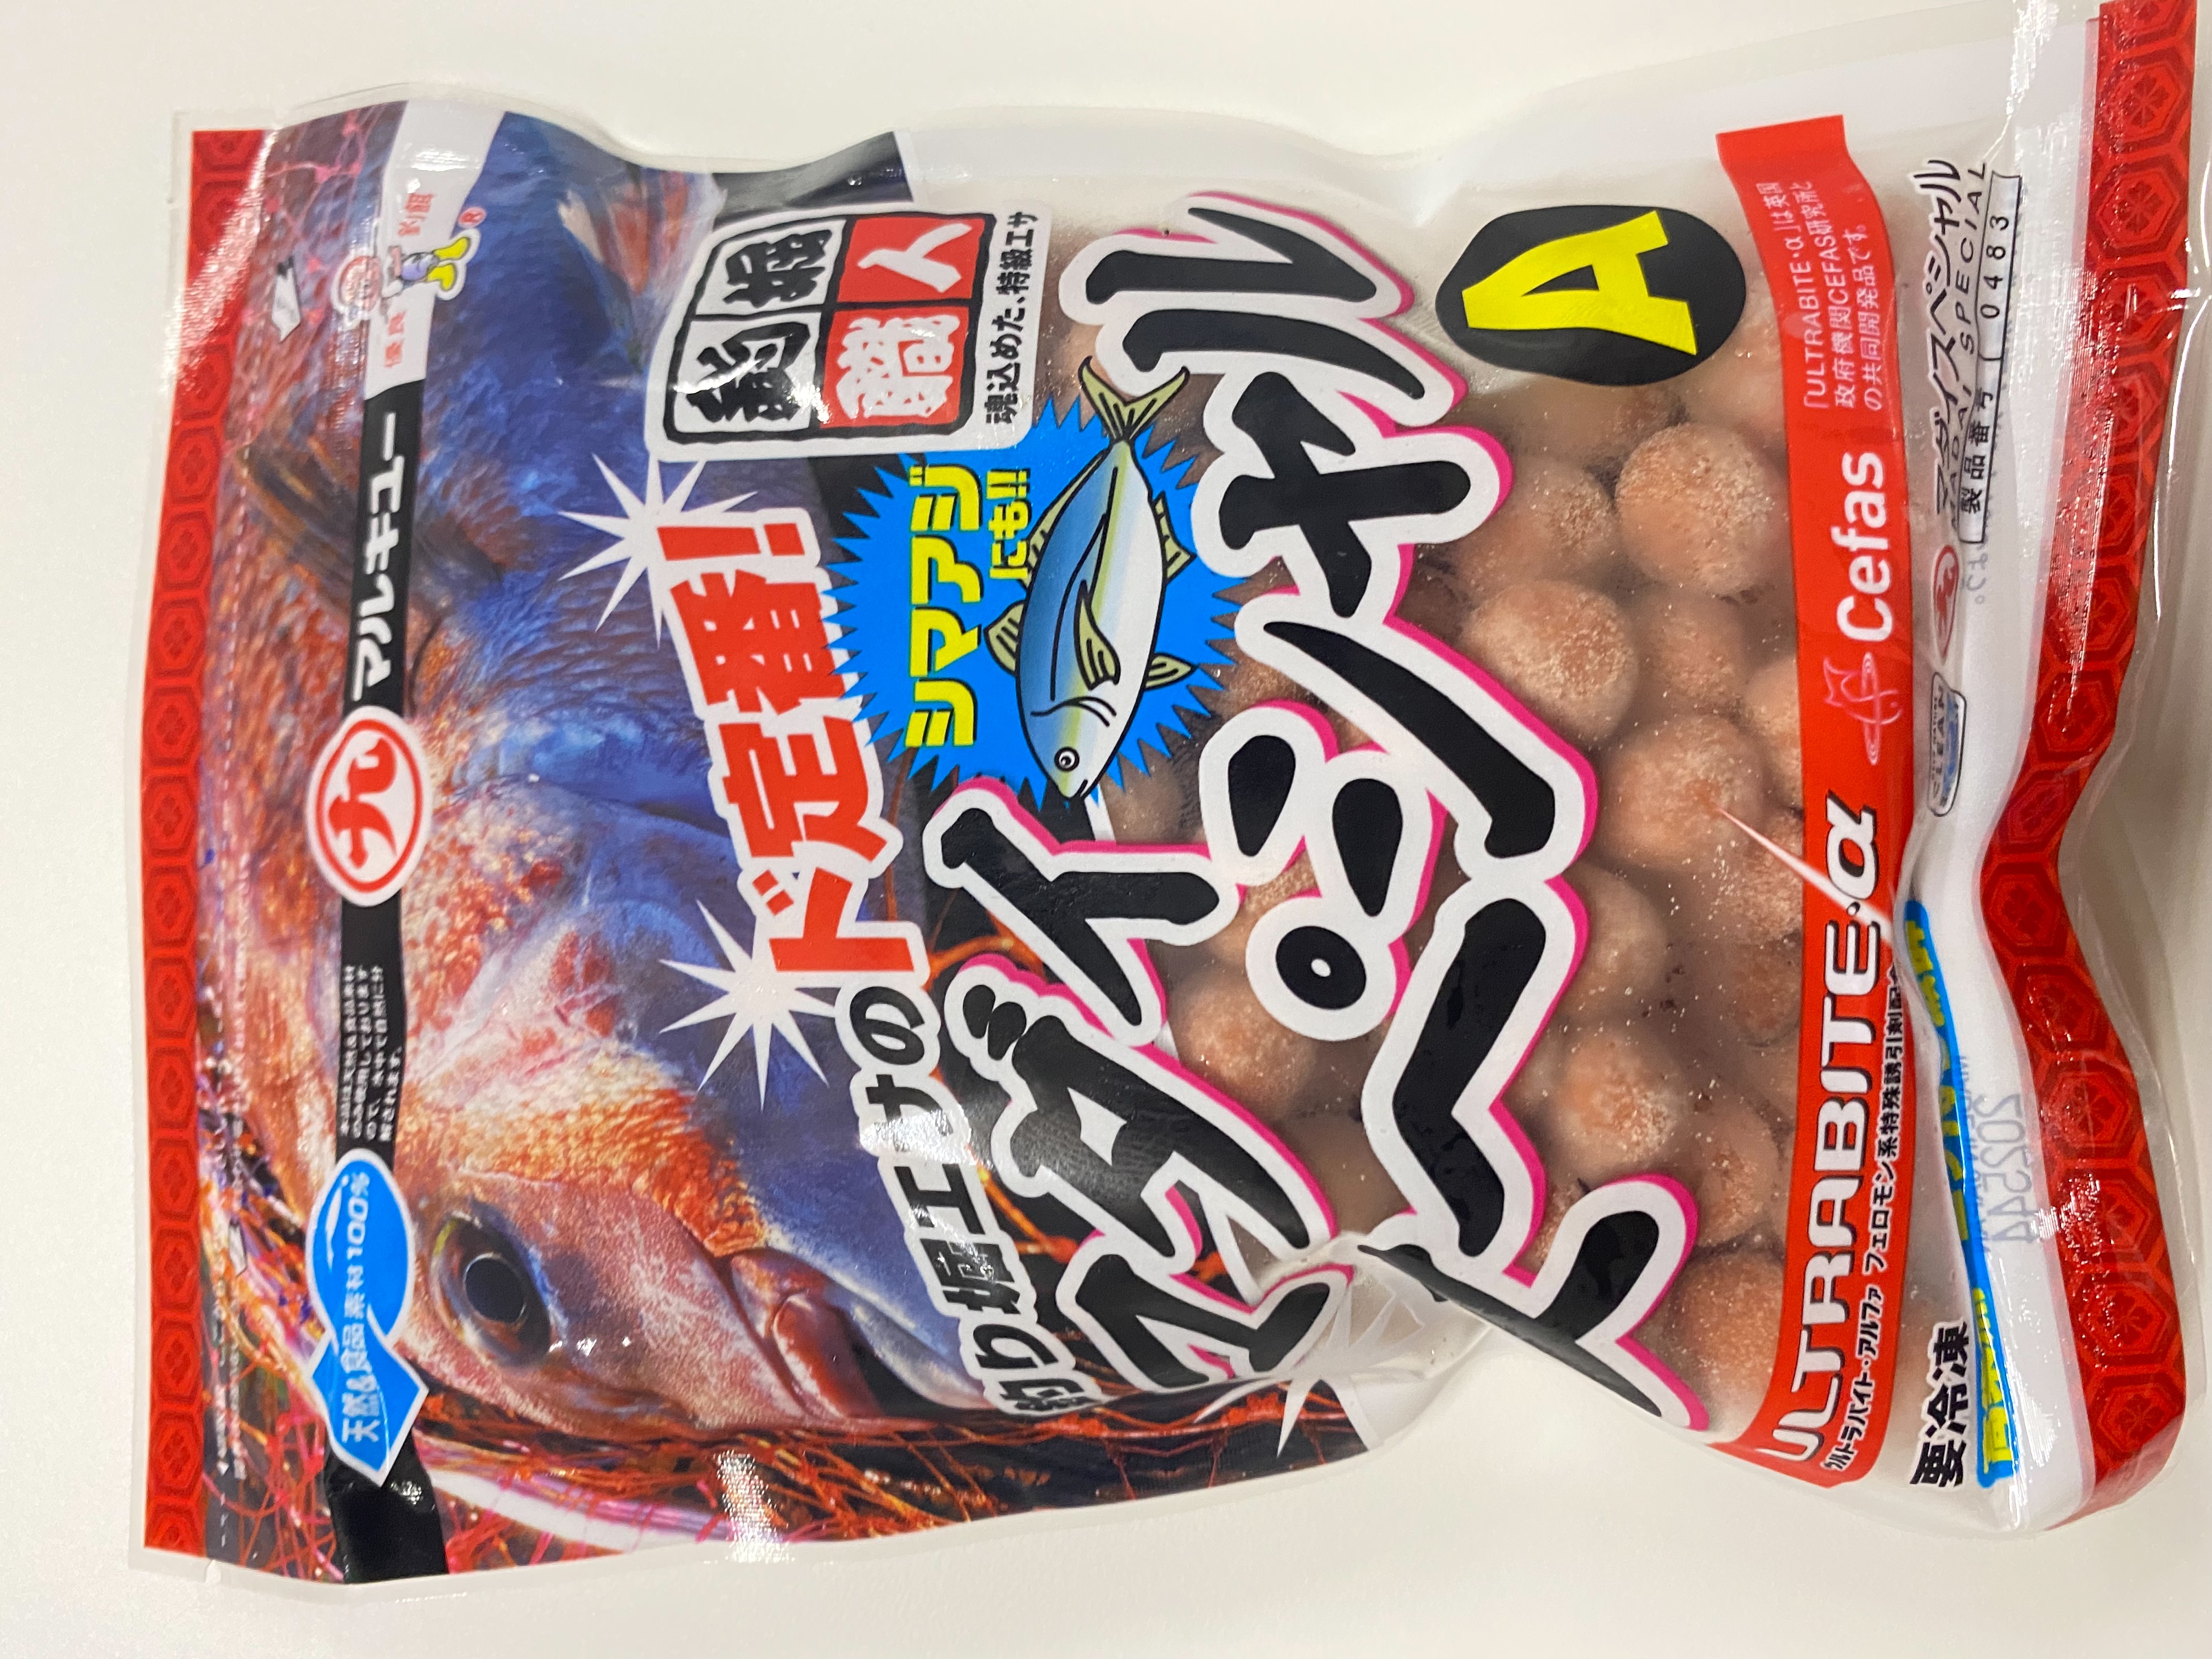 天然&食品素材100%
本品は天然&食品素材
のみ使用しております
ので、水中で自然に分
解されます。
九 マルキユー
優良 釣餌
®
釣り堀エサのド定番!
釣堀
職人
魂込めた、特級エサ
シマアジ
にも!!
マダイ
スペシャル
A
ULTRABITE・α
ウルトラバイト・アルファ フェロモン系特殊誘引剤配合
Cefas
「ULTRABITE・α」は英国
政府機関CEFAS研究所と
の共同開発品です。
要冷凍
CLEAN
九 マダイスペシャル
MADAI SPECIAL
製品番号 0483